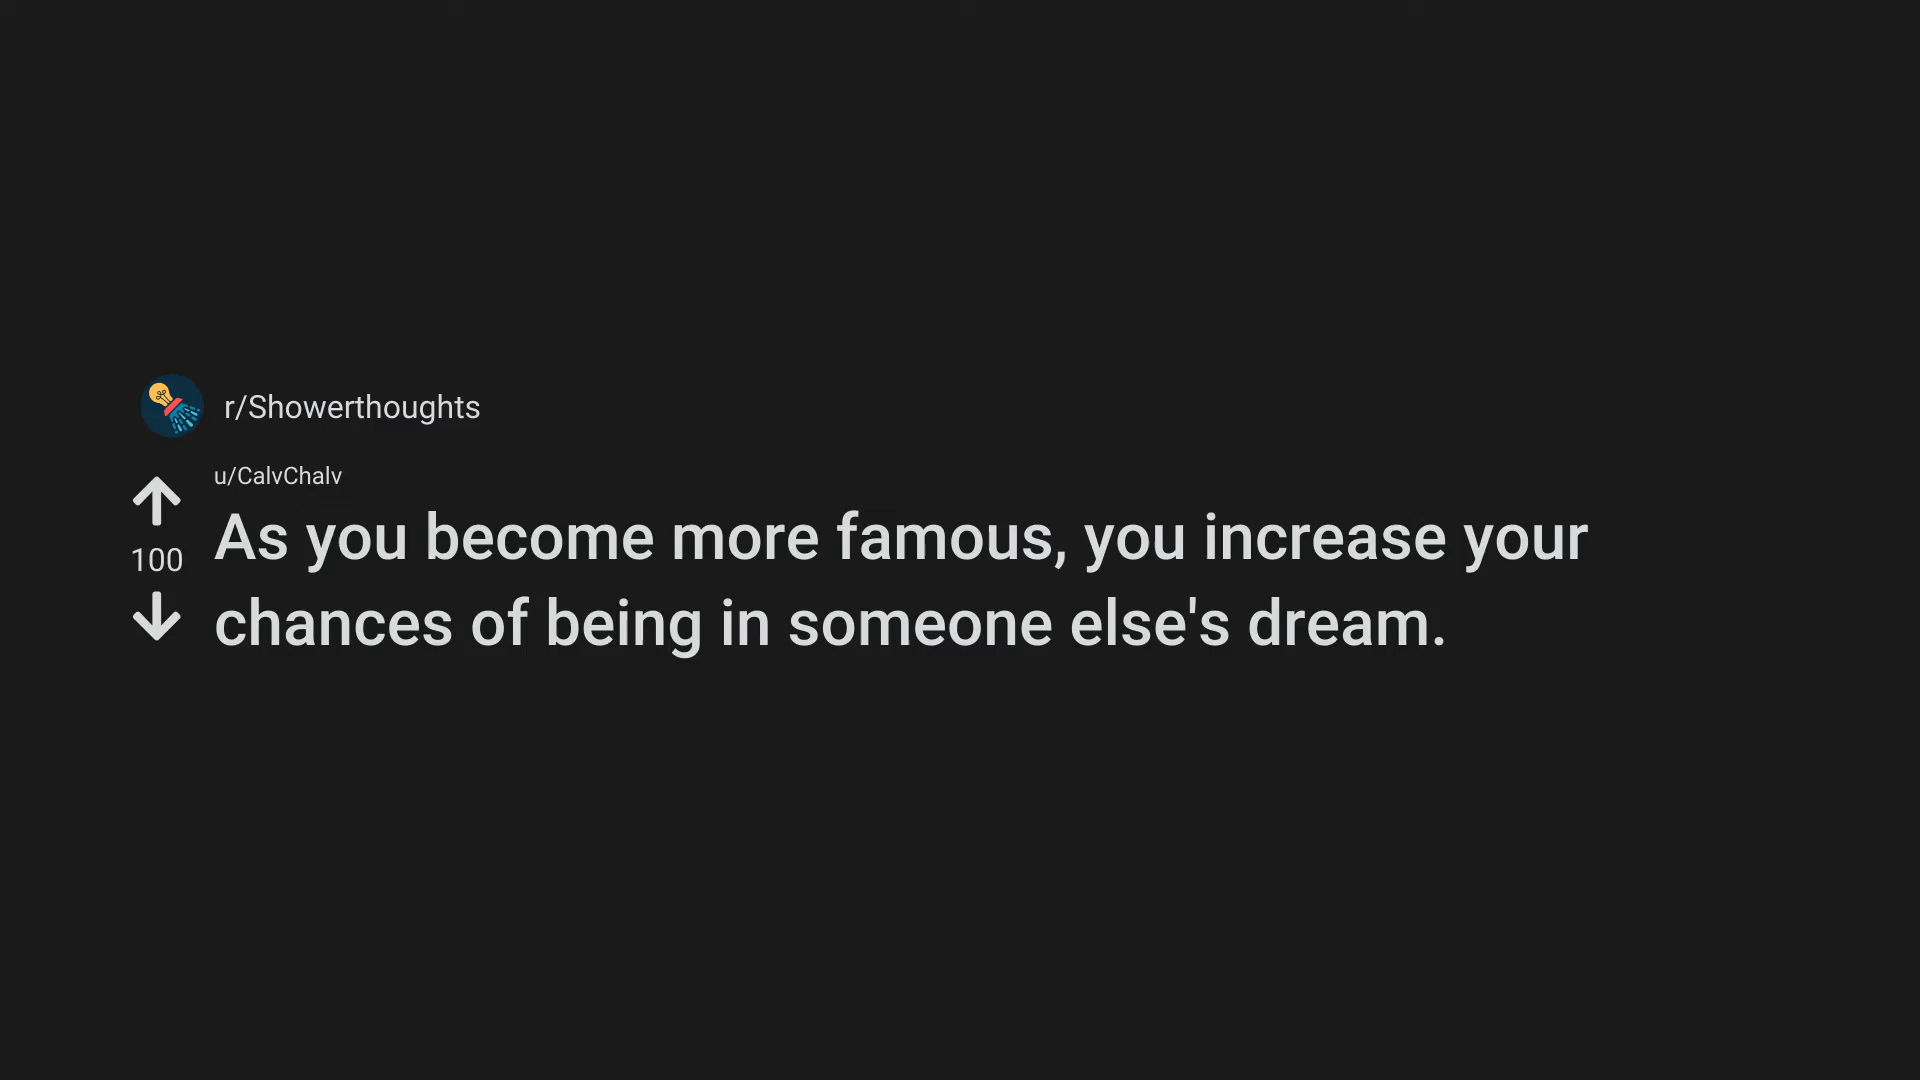 r/Showerthoughts
u/CalvChalv
100
As you become more famous, you increase your
chances of being in someone else's dream.